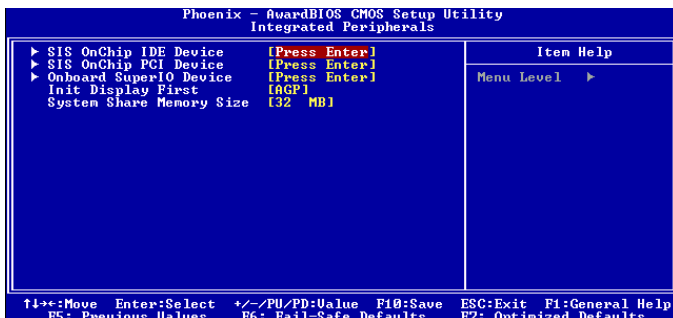 Phoenix - AwardBIOS CMOS Setup Utility
Integrated Peripherals
▶ SIS OnChip IDE Device [Press Enter]
▶ SIS OnChip PCI Device [Press Enter]
▶ Onboard SuperIO Device [Press Enter]
Init Display First [AGP]
System Share Memory Size [32 MB]
Item Help
Menu Level ▶
↑↓→←:Move Enter:Select +/-/PU/PD:Value F10:Save ESC:Exit F1:General Help
F5: Previous Values F6: Fail-Safe Defaults F7: Optimized Defaults